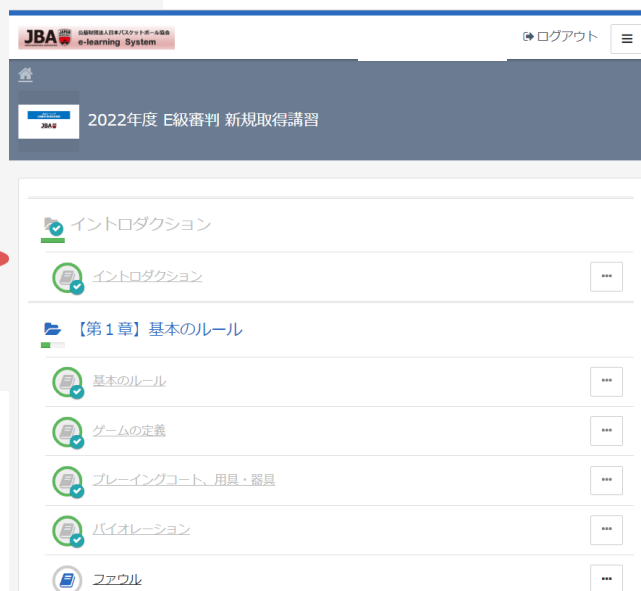 JBA 公益財団法人日本バスケットボール協会
e-learning System
ログアウト
JBA
2022年度 E級審判 新規取得講習
イントロダクション
イントロダクション
【第１章】基本のルール
基本のルール
ゲームの定義
プレーイングコート、用具・器具
バイオレーション
ファウル